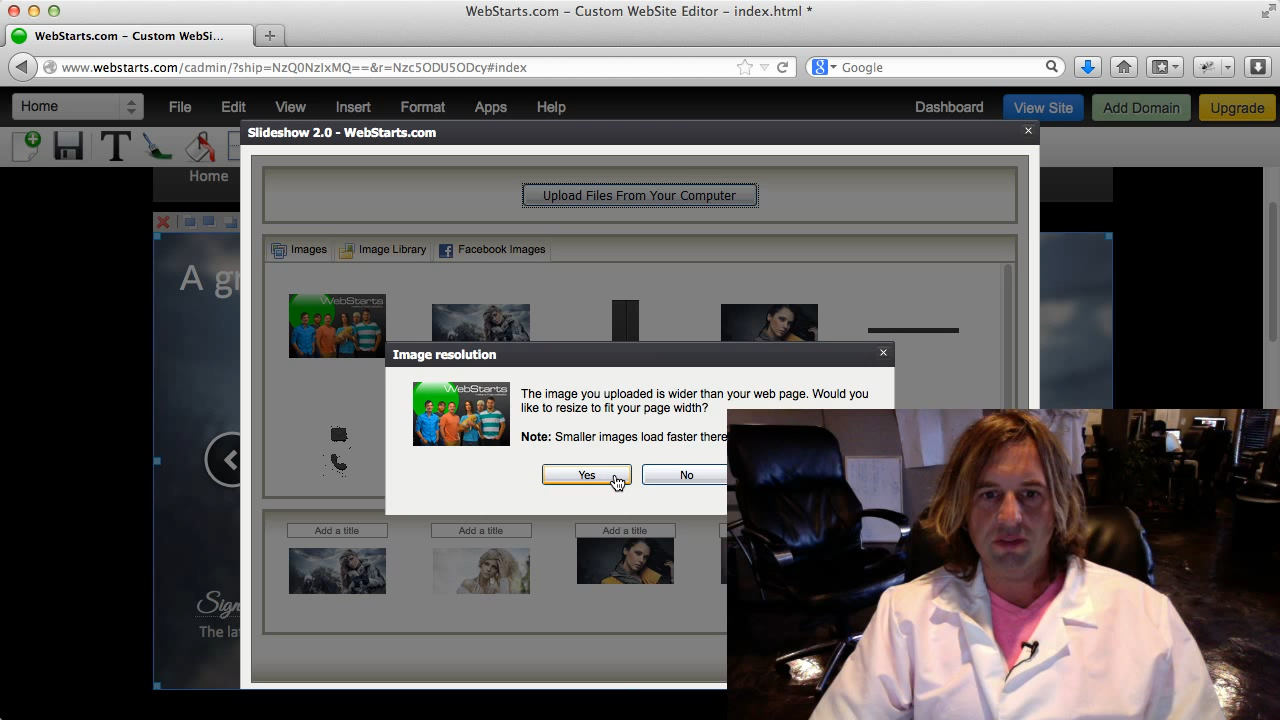 WebStarts.com – Custom WebSite Editor – index.html *
WebStarts.com – Custom WebSi...
www.webstarts.com/cadmin/?ship=NzQ0NzIxMQ==&r=Nzc5ODU5ODcy#index
Google
Home File Edit View Insert Format Apps Help Dashboard View Site Add Domain Upgrade
Slideshow 2.0 - WebStarts.com
Home
Upload Files From Your Computer
Images Image Library Facebook Images
A gr
WebStarts
Image resolution
WebStarts
The image you uploaded is wider than your web page. Would you
like to resize to fit your page width?
Note: Smaller images load faster there
Yes No
Add a title Add a title Add a title
Sign
The la